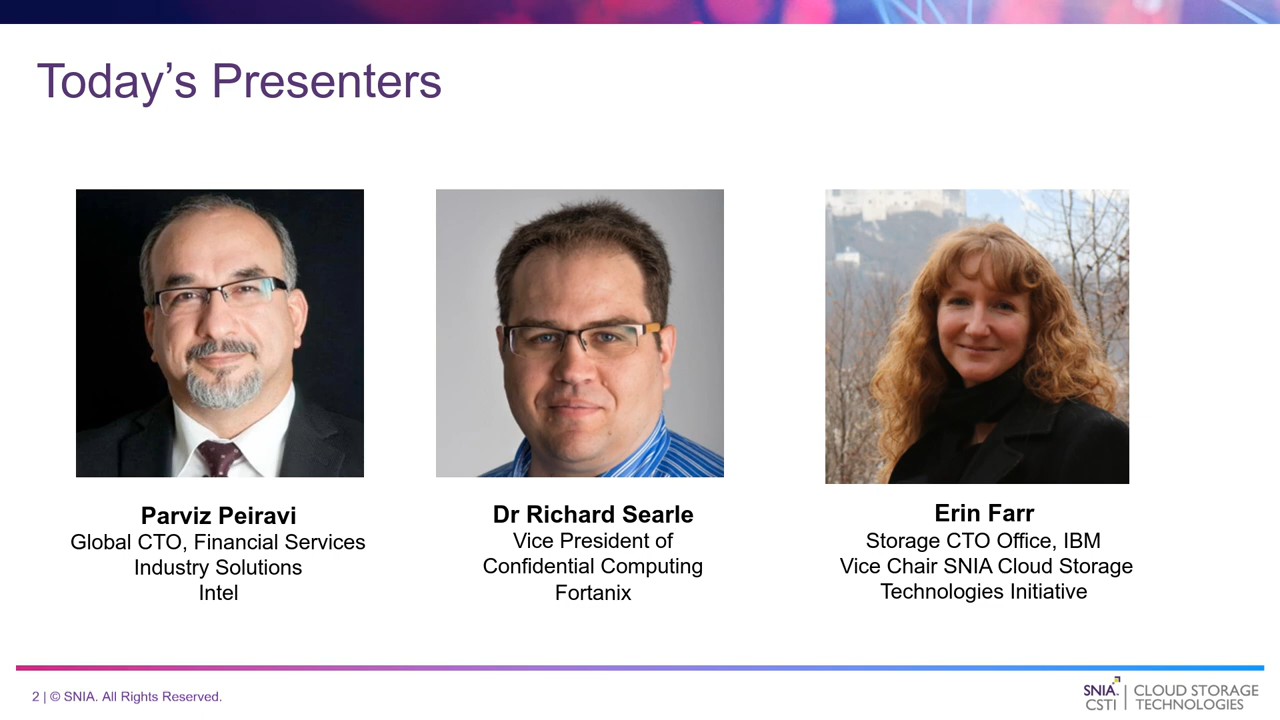 Today’s Presenters
Parviz Peiravi
Global CTO, Financial Services
Industry Solutions
Intel
Dr Richard Searle
Vice President of
Confidential Computing
Fortanix
Erin Farr
Storage CTO Office, IBM
Vice Chair SNIA Cloud Storage
Technologies Initiative
2 | © SNIA. All Rights Reserved.
SNIA. | CLOUD STORAGE
CSTI | TECHNOLOGIES